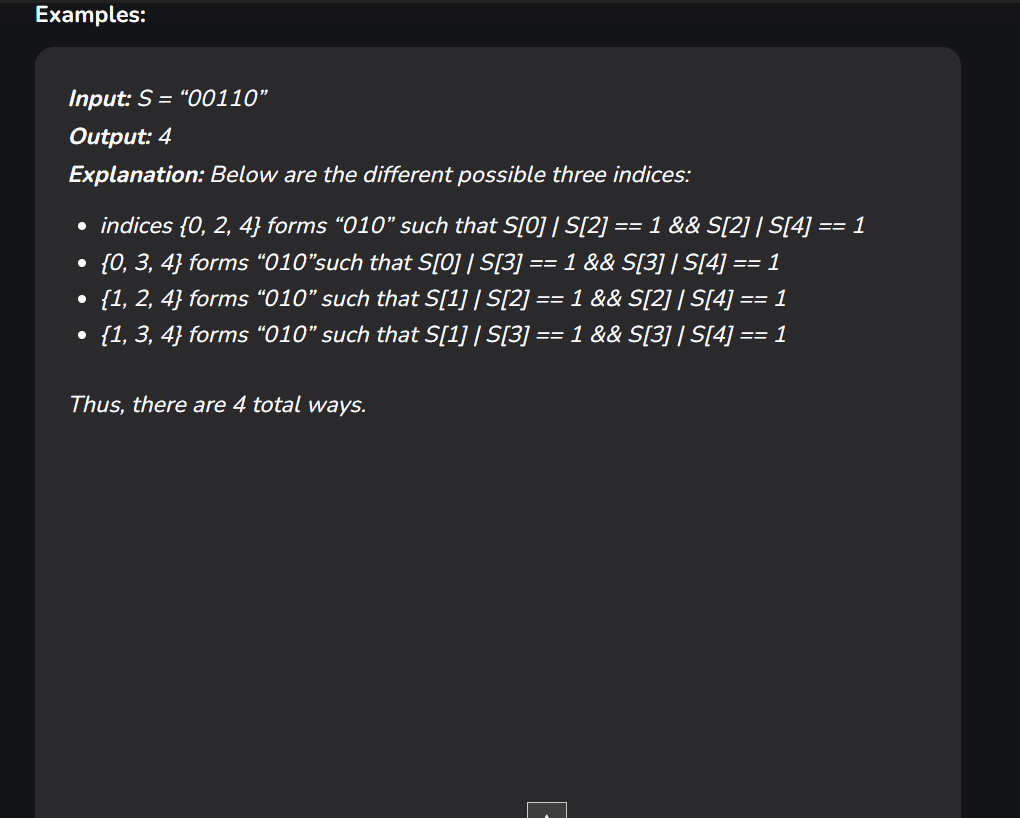 Examples:
Input: S = “00110”
Output: 4
Explanation: Below are the different possible three indices:
• indices {0, 2, 4} forms “010” such that S[0] | S[2] == 1 && S[2] | S[4] == 1
• {0, 3, 4} forms “010”such that S[0] | S[3] == 1 && S[3] | S[4] == 1
• {1, 2, 4} forms “010” such that S[1] | S[2] == 1 && S[2] | S[4] == 1
• {1, 3, 4} forms “010” such that S[1] | S[3] == 1 && S[3] | S[4] == 1
Thus, there are 4 total ways.